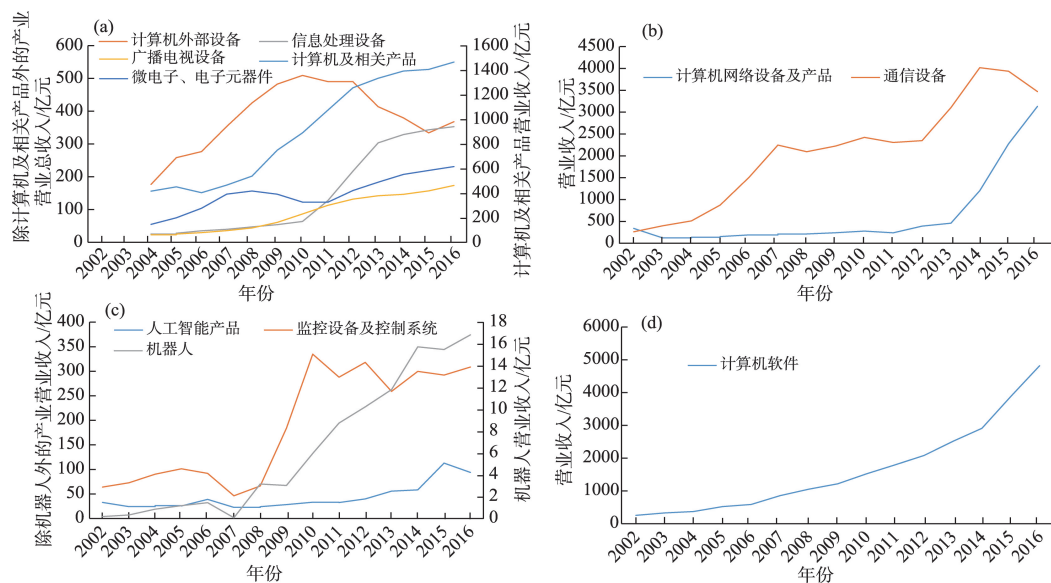 (a)
计算机外部设备
信息处理设备
广播电视设备
计算机及相关产品
微电子、电子元器件
除计算机及相关产品外的产业
营业总收入/亿元
600
500
400
300
200
100
0
1600
1400
1200
1000
800
600
400
200
0
计算机及相关产品营业收入/亿元
2002 2003 2004 2005 2006 2007 2008 2009 2010 2011 2012 2013 2014 2015 2016
年份
(b)
计算机网络设备及产品
通信设备
营业收入/亿元
4500
4000
3500
3000
2500
2000
1500
1000
500
0
2002 2003 2004 2005 2006 2007 2008 2009 2010 2011 2012 2013 2014 2015 2016
年份
(c)
人工智能产品
监控设备及控制系统
机器人
除机器人外的产业营业收入/亿元
400
350
300
250
200
150
100
50
0
18
16
14
12
10
8
6
4
2
0
机器人营业收入/亿元
2002 2003 2004 2005 2006 2007 2008 2009 2010 2011 2012 2013 2014 2015 2016
年份
(d)
计算机软件
营业收入/亿元
6000
5000
4000
3000
2000
1000
0
2002 2003 2004 2005 2006 2007 2008 2009 2010 2011 2012 2013 2014 2015 2016
年份